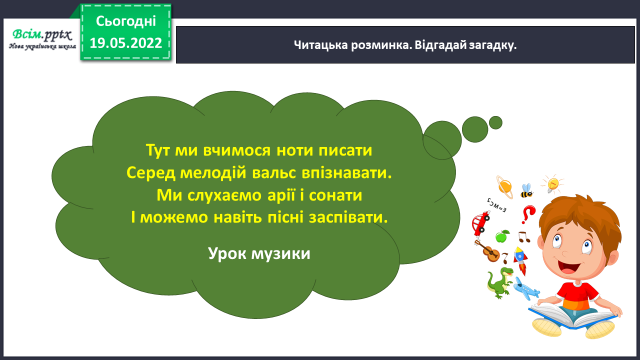 Всім.pptx
Нова українська школа
Сьогодні
19.05.2022
Читацька розминка. Відгадай загадку.
Тут ми вчимося ноти писати
Серед мелодій вальс впізнавати.
Ми слухаємо арії і сонати
І можемо навіть пісні заспівати.
Урок музики
E=MC2